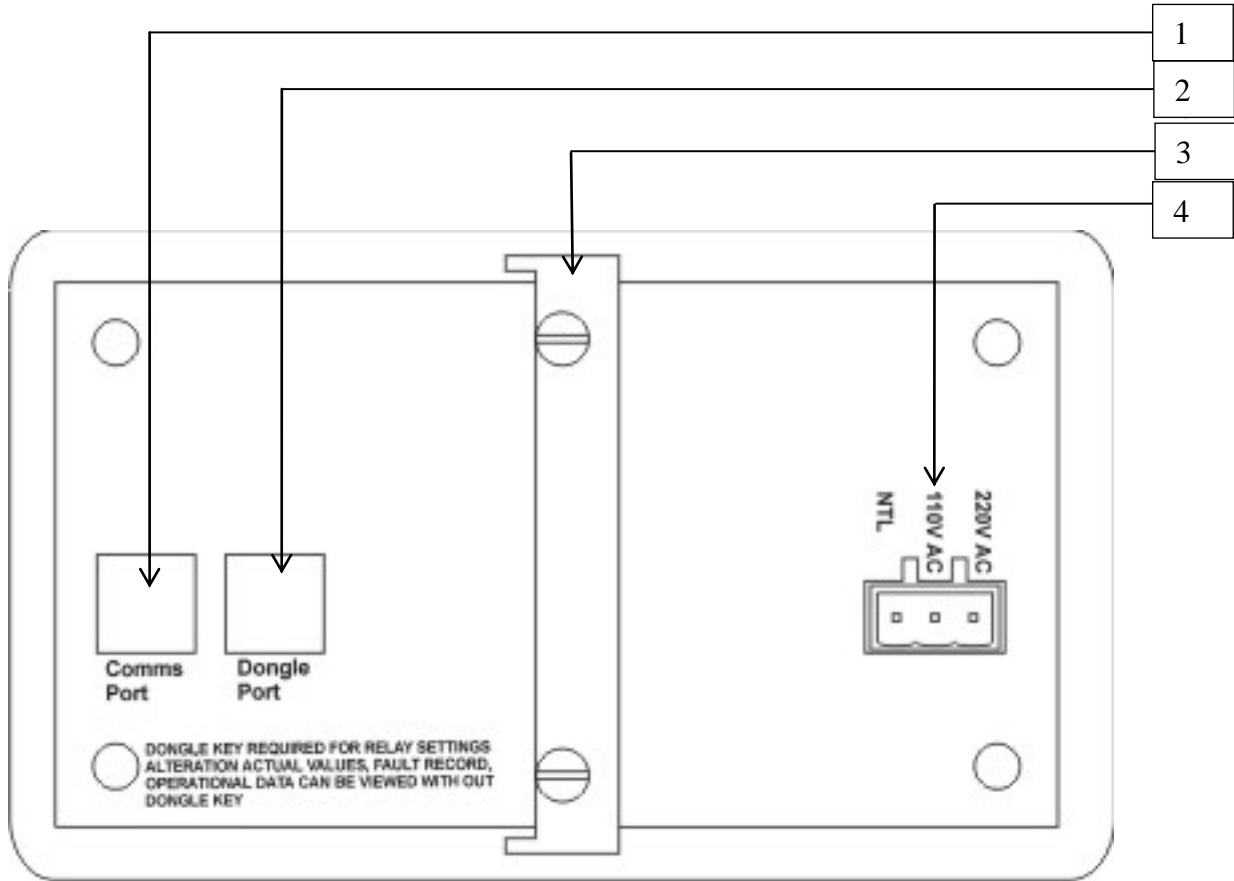 1
2
3
4
NTL
110V AC
220V AC
Comms
Port
Dongle
Port
DONGLE KEY REQUIRED FOR RELAY SETTINGS
ALTERATION ACTUAL VALUES, FAULT RECORD,
OPERATIONAL DATA CAN BE VIEWED WITH OUT
DONGLE KEY